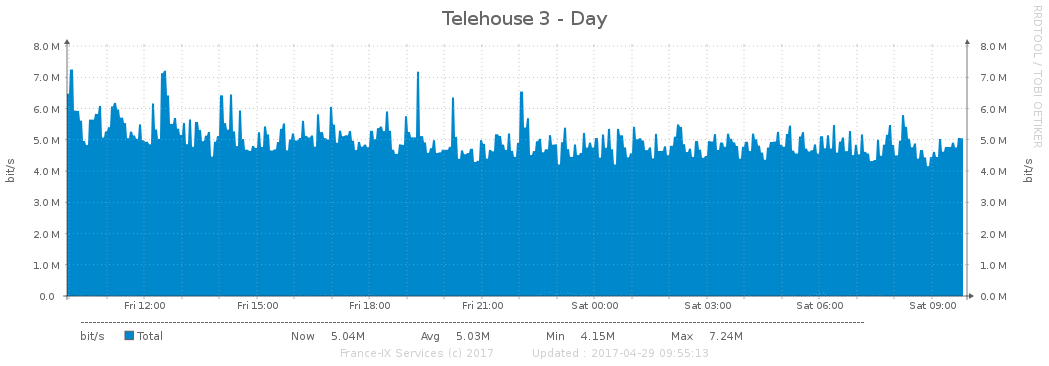 Telehouse 3 - Day
RRDTOOL / TOBI OETIKER
bit/s
8.0 M 8.0 M
7.0 M 7.0 M
6.0 M 6.0 M
5.0 M 5.0 M
4.0 M 4.0 M
3.0 M 3.0 M
2.0 M 2.0 M
1.0 M 1.0 M
0.0 0.0 M
bit/s
Fri 12:00 Fri 15:00 Fri 18:00 Fri 21:00 Sat 00:00 Sat 03:00 Sat 06:00 Sat 09:00
bit/s Total Now 5.04M Avg 5.03M Min 4.15M Max 7.24M
France-IX Services (c) 2017 Updated : 2017-04-29 09:55:13